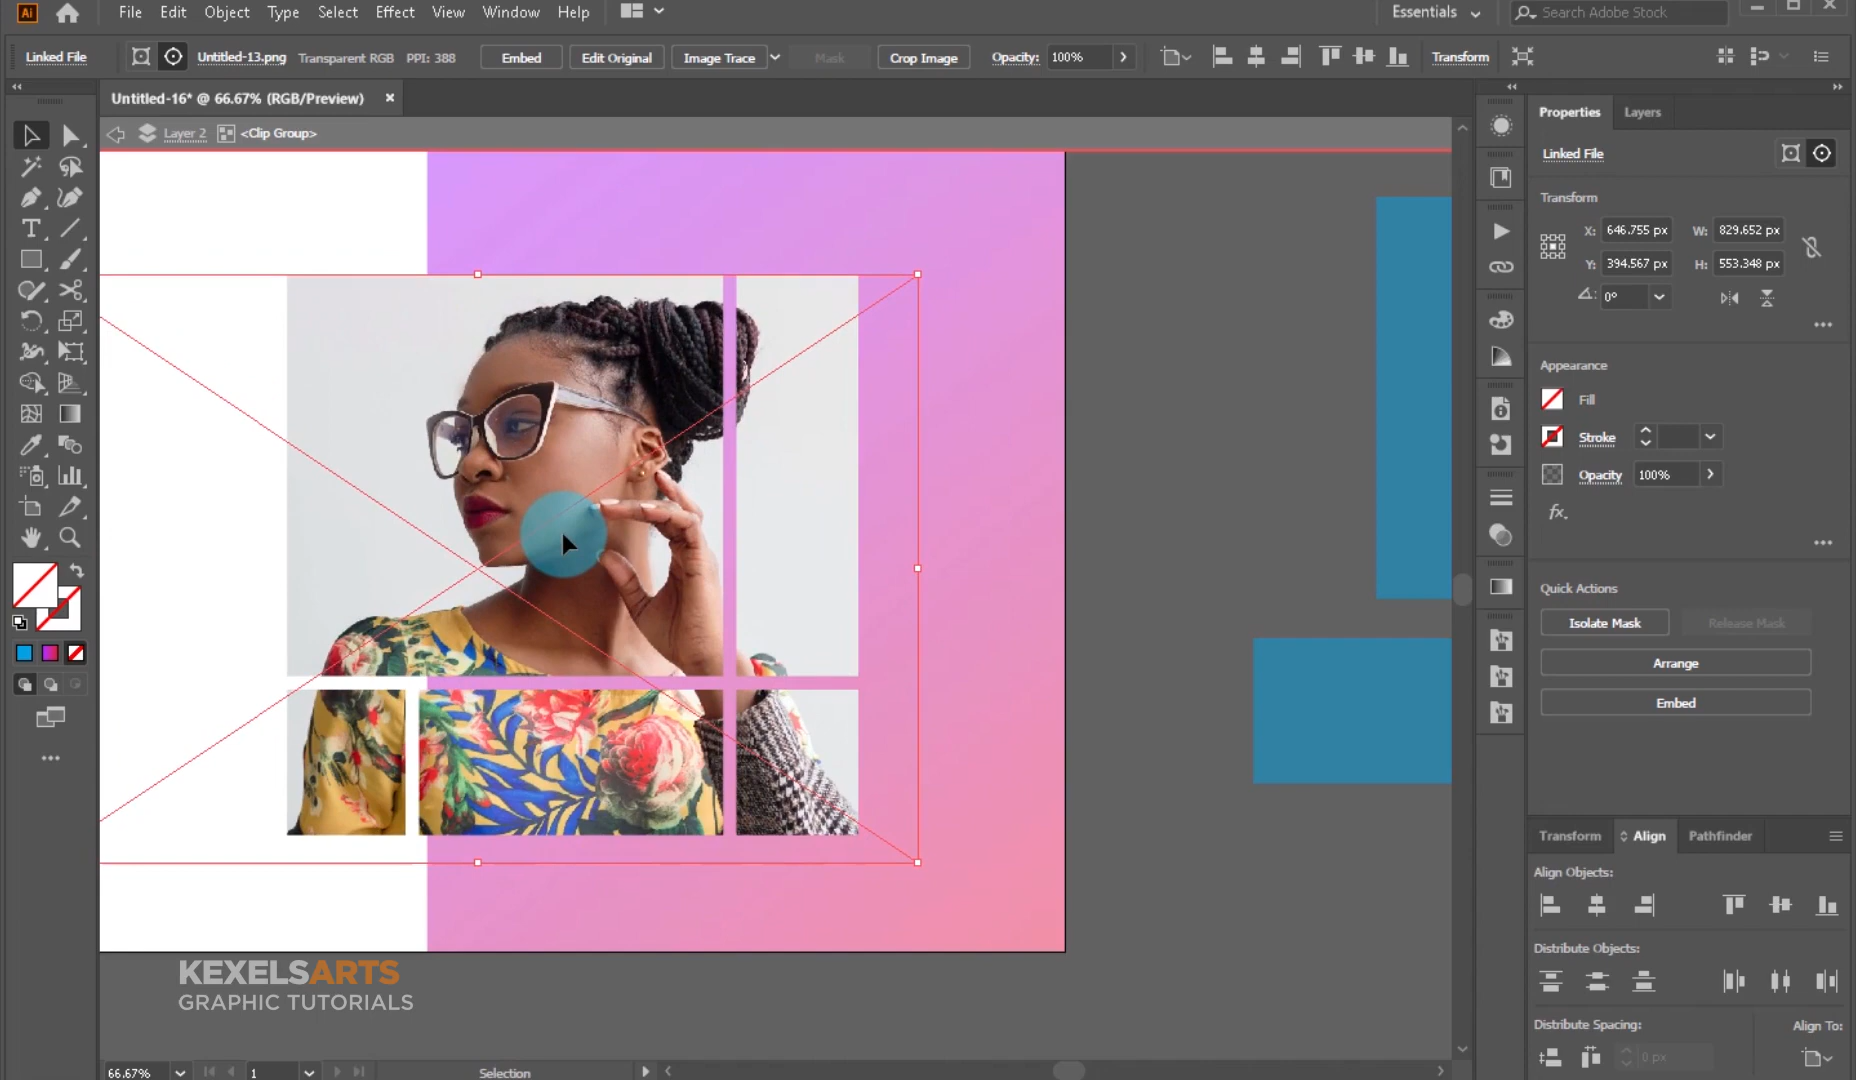 Ai File Edit Object Type Select Effect View Window Help Essentials Search Adobe Stock
Linked File Untitled-13.png Transparent RGB PPI: 388 Embed Edit Original Image Trace Mask Crop Image Opacity: 100% Transform
Untitled-16* @ 66.67% (RGB/Preview) ×
Layer 2 <Clip Group>
Properties Layers
Linked File
Transform
X: 646.755 px W: 829.652 px
Y: 394.567 px H: 553.348 px
0°
Appearance
Fill
Stroke
Opacity 100%
fx.
Quick Actions
Isolate Mask Release Mask
Arrange
Embed
Transform Align Pathfinder
Align Objects:
Distribute Objects:
Distribute Spacing: Align To:
0 px
KEXELSARTS
GRAPHIC TUTORIALS
66.67% 1 Selection